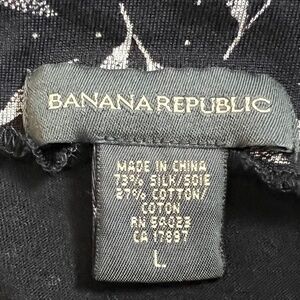 BANANA REPUBLIC
MADE IN CHINA
73% SILK/SOIE
27% COTTON/
COTON
RN 54023
CA 17897
L